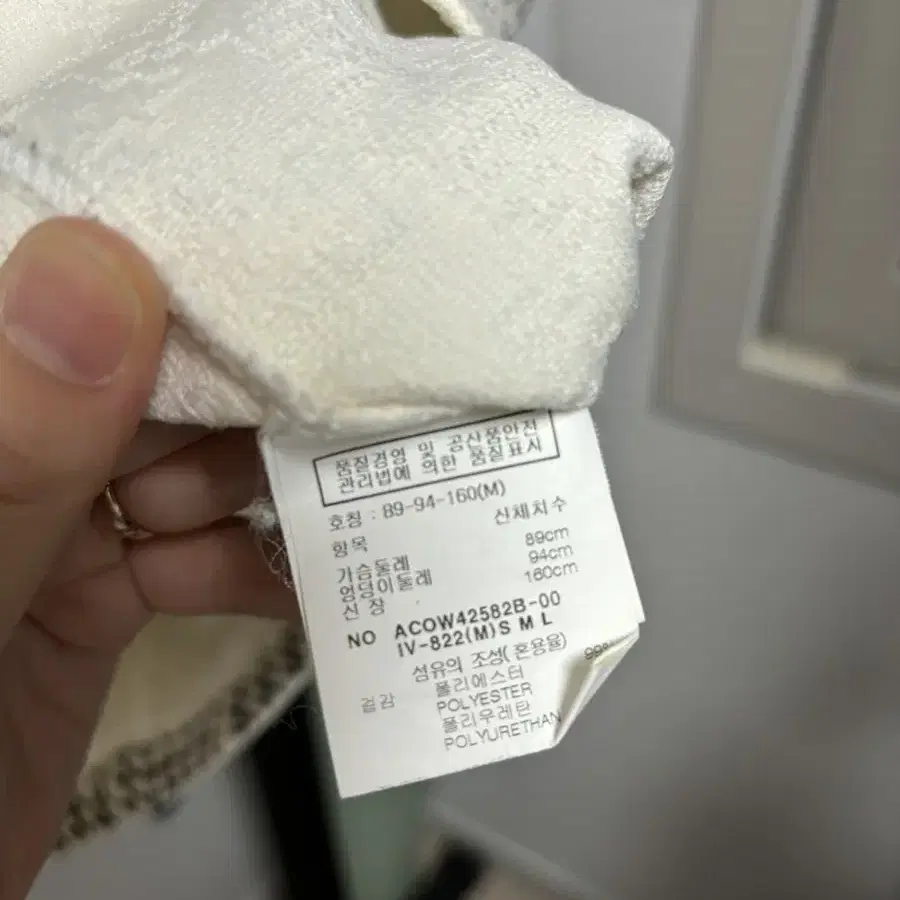 품질경영 및 공산품안전
관리법에 의한 품질표시
호칭 : 89-94-160(M)
항목 신체치수
가슴둘레 89cm
엉덩이둘레 94cm
신장 160cm
NO ACOW42582B-00
IV-822(M) S M L
섬유의 조성(혼용율)
겉감 폴리에스터 99%
POLYESTER
폴리우레탄
POLYURETHAN